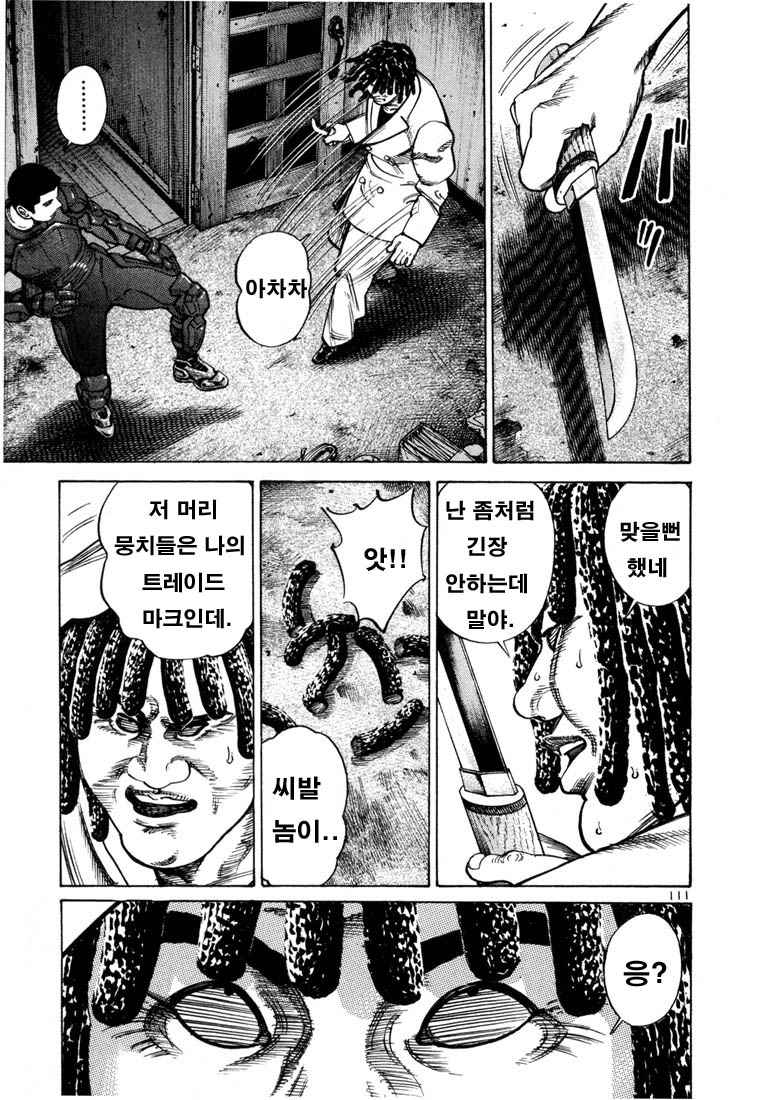 ......
아차차
맞을뻔
했네
난 좀처럼
긴장
안하는데
말야.
앗!!
씨발
놈이..
저 머리
뭉치들은 나의
트레이드
마크인데.
111
응?